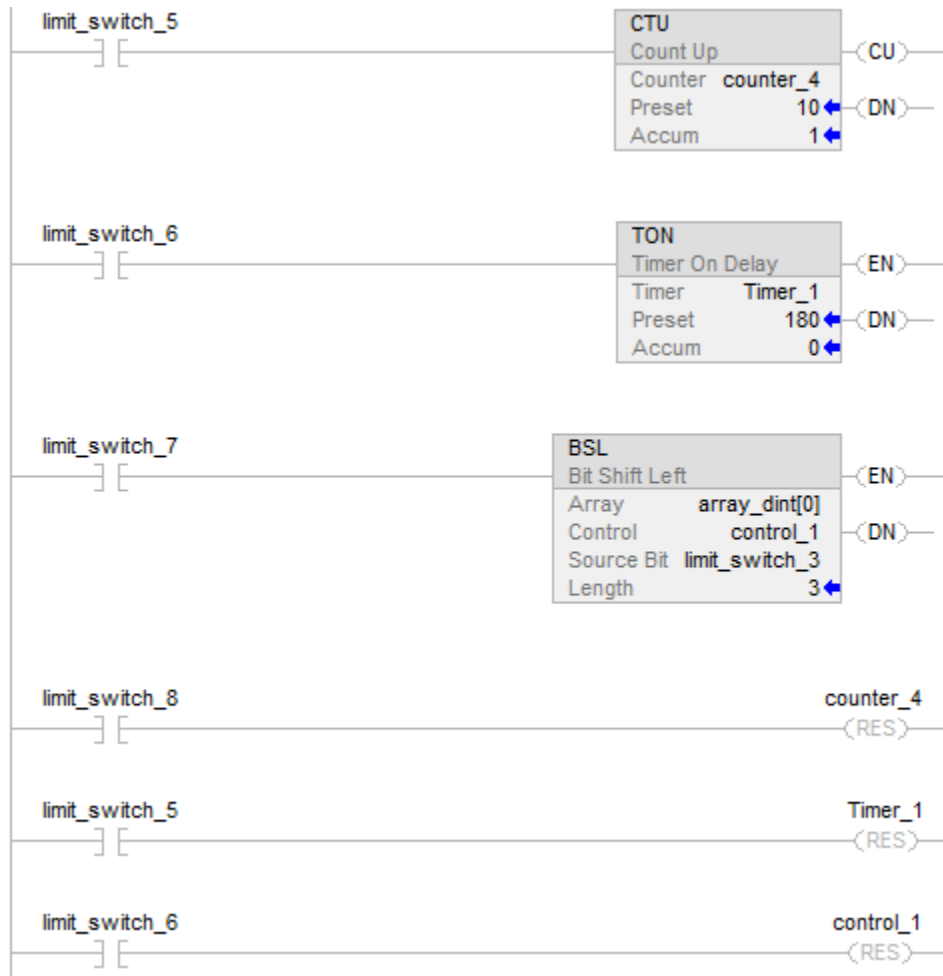 limit_switch_5
CTU
Count Up
CU
Counter counter_4
Preset 10
DN
Accum 1
limit_switch_6
TON
Timer On Delay
EN
Timer Timer_1
Preset 180
DN
Accum 0
limit_switch_7
BSL
Bit Shift Left
EN
Array array_dint[0]
Control control_1
DN
Source Bit limit_switch_3
Length 3
limit_switch_8
counter_4
RES
limit_switch_5
Timer_1
RES
limit_switch_6
control_1
RES